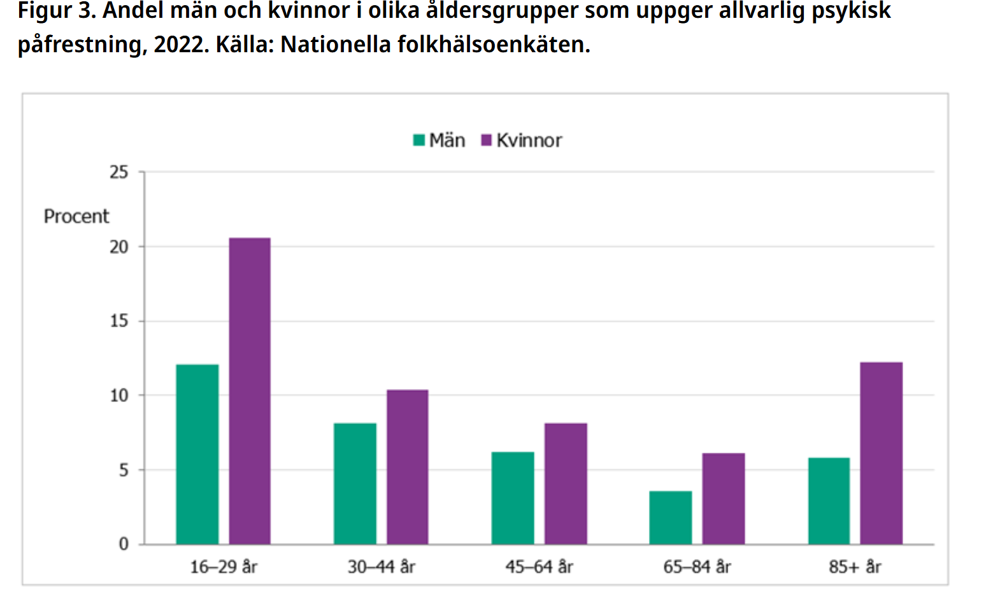 Figur 3. Andel män och kvinnor i olika åldersgrupper som uppger allvarlig psykisk
påfrestning, 2022. Källa: Nationella folkhälsoenkäten.
Män Kvinnor
25
Procent
20
15
10
5
0
16–29 år 30–44 år 45–64 år 65–84 år 85+ år